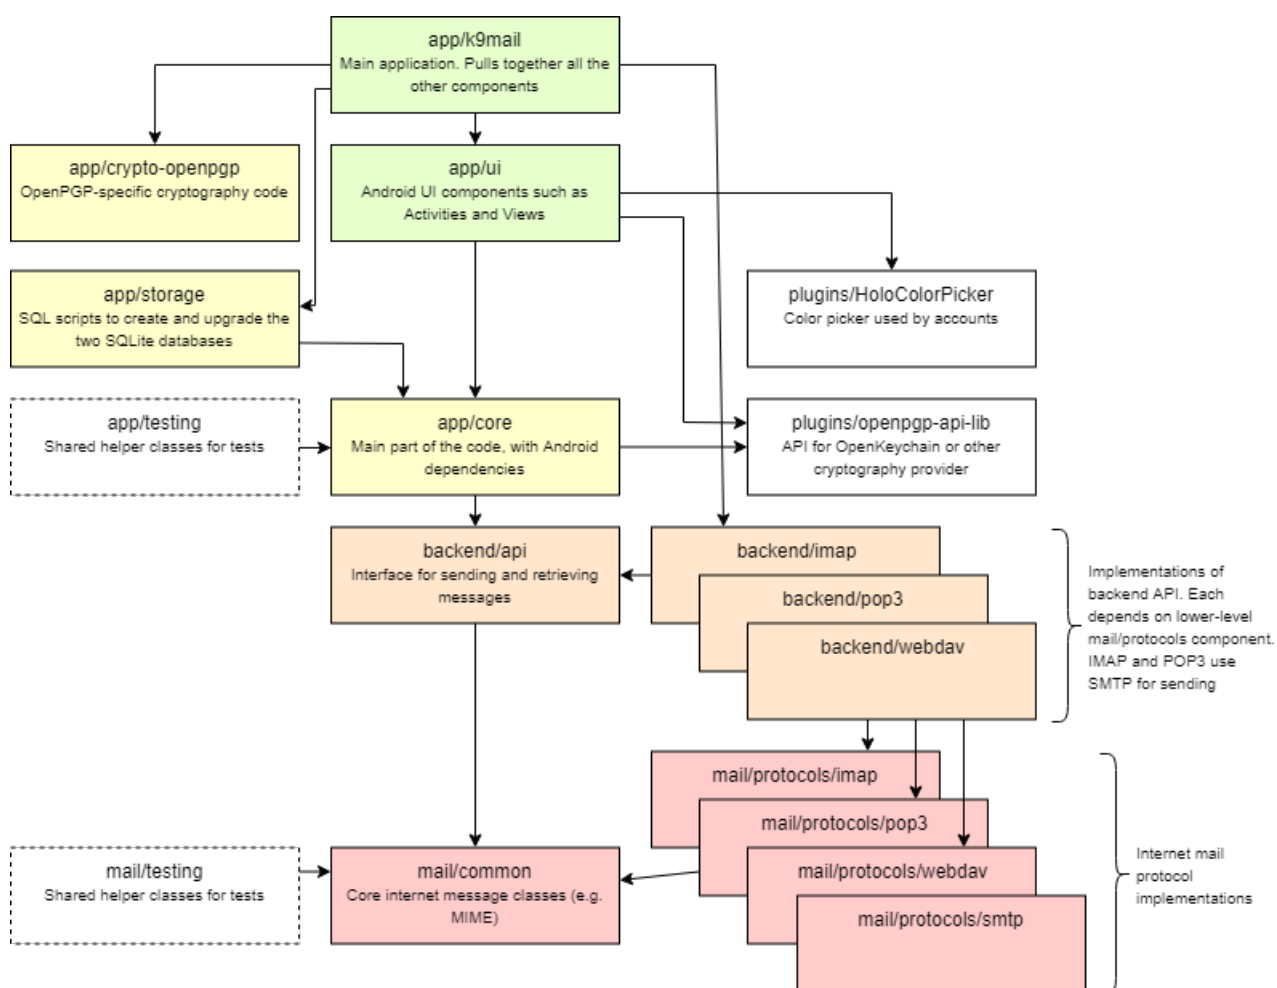 app/k9mail
Main application. Pulls together all the
other components
app/crypto-openpgp
OpenPGP-specific cryptography code
app/ui
Android UI components such as
Activities and Views
app/storage
SQL scripts to create and upgrade the
two SQLite databases
plugins/HoloColorPicker
Color picker used by accounts
app/testing
Shared helper classes for tests
app/core
Main part of the code, with Android
dependencies
plugins/openpgp-api-lib
API for OpenKeychain or other
cryptography provider
backend/api
Interface for sending and retrieving
messages
backend/imap
backend/pop3
backend/webdav
Implementations of
backend API. Each
depends on lower-level
mail/protocols component.
IMAP and POP3 use
SMTP for sending
mail/protocols/imap
mail/protocols/pop3
mail/protocols/webdav
mail/protocols/smtp
Internet mail
protocol
implementations
mail/testing
Shared helper classes for tests
mail/common
Core internet message classes (e.g.
MIME)